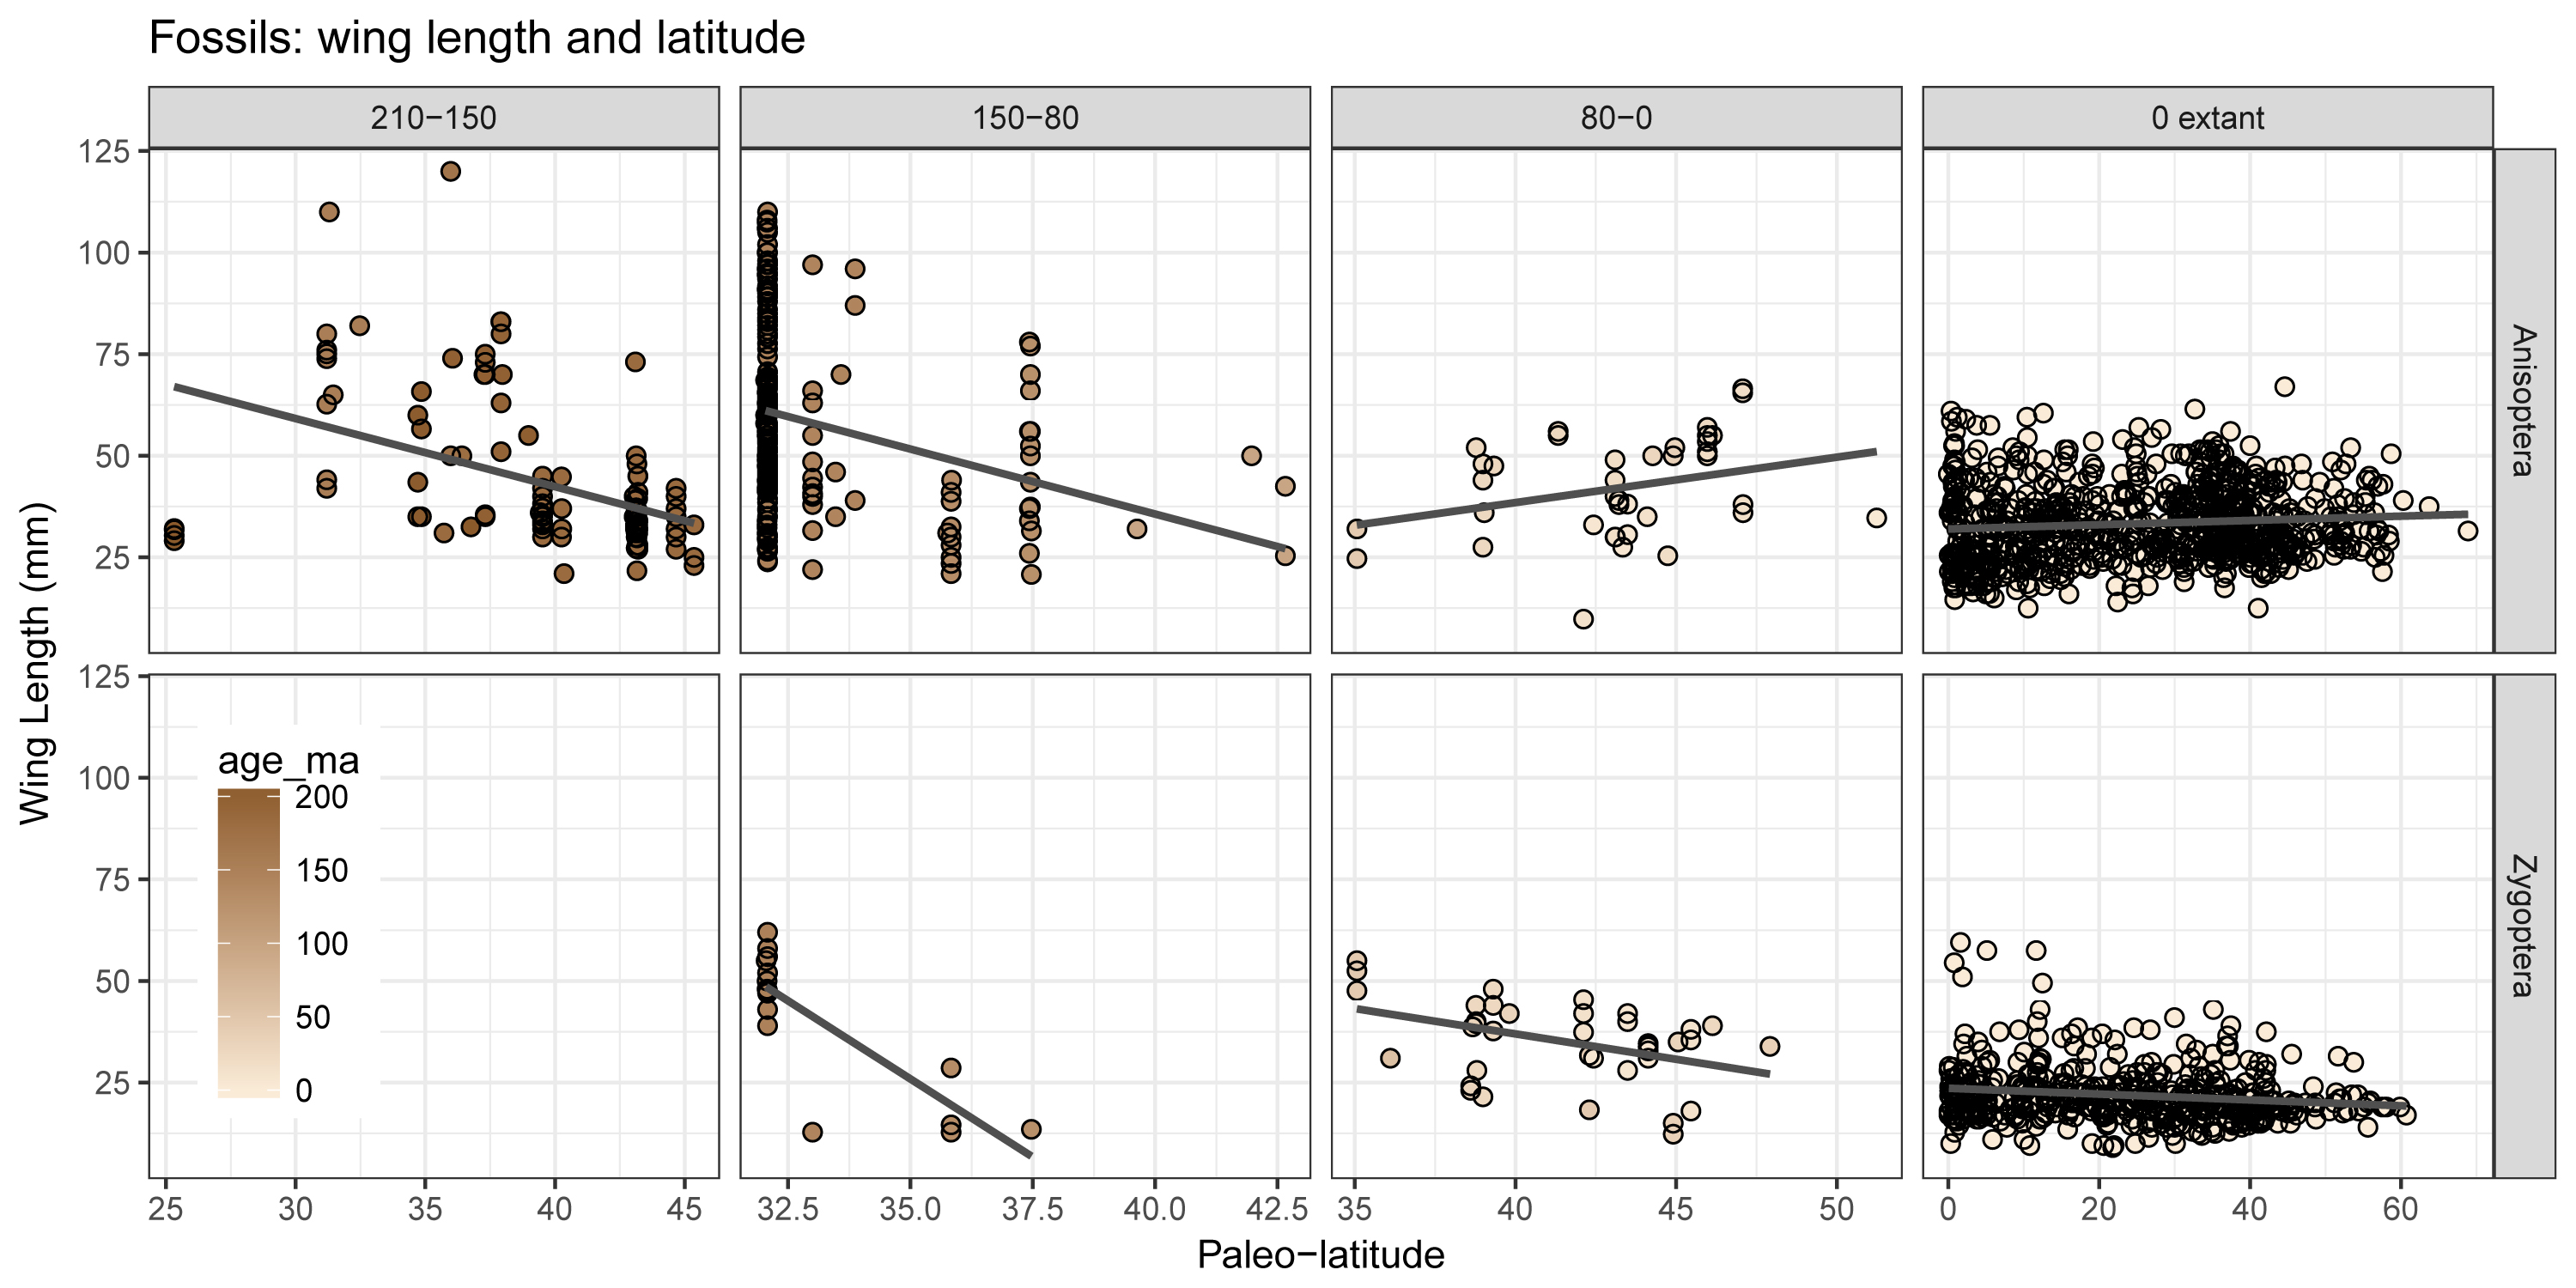 Fossils: wing length and latitude
210−150
150−80
80−0
0 extant
125
100
75
50
25
Anisoptera
Wing Length (mm)
125
100
75
50
25
age_ma
200
150
100
50
0
Zygoptera
25 30 35 40 45
32.5 35.0 37.5 40.0 42.5
35 40 45 50
0 20 40 60
Paleo−latitude